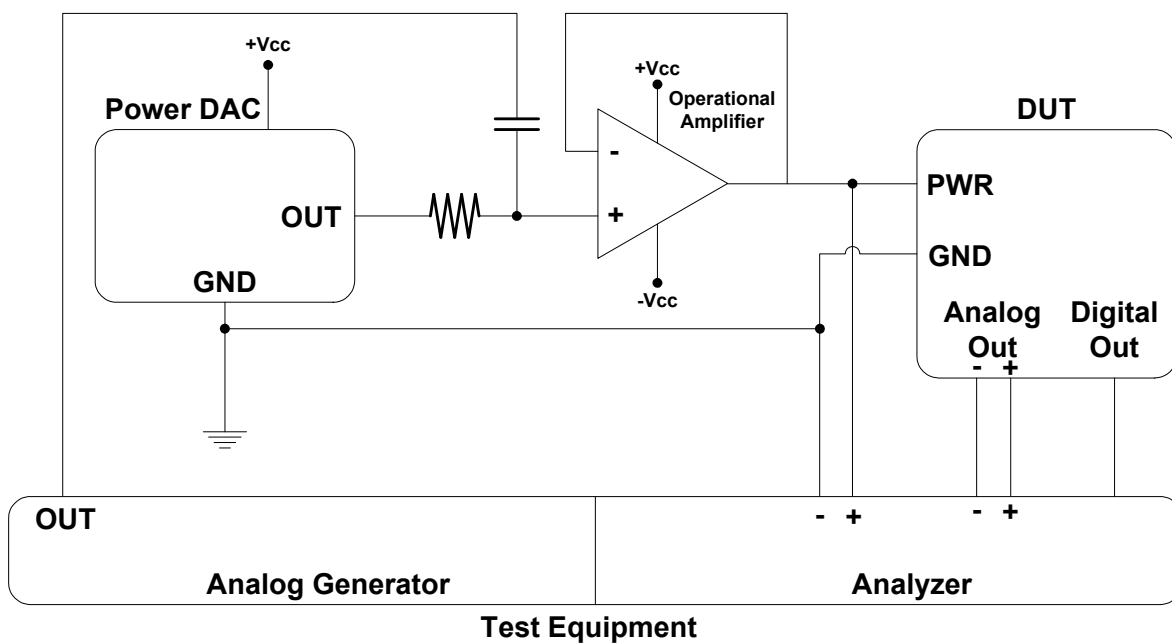 +Vcc
Power DAC
OUT
GND
+Vcc
Operational
Amplifier
-
+
-Vcc
DUT
PWR
GND
Analog
Out
- +
Digital
Out
OUT
- +
- +
Analog Generator
Analyzer
Test Equipment